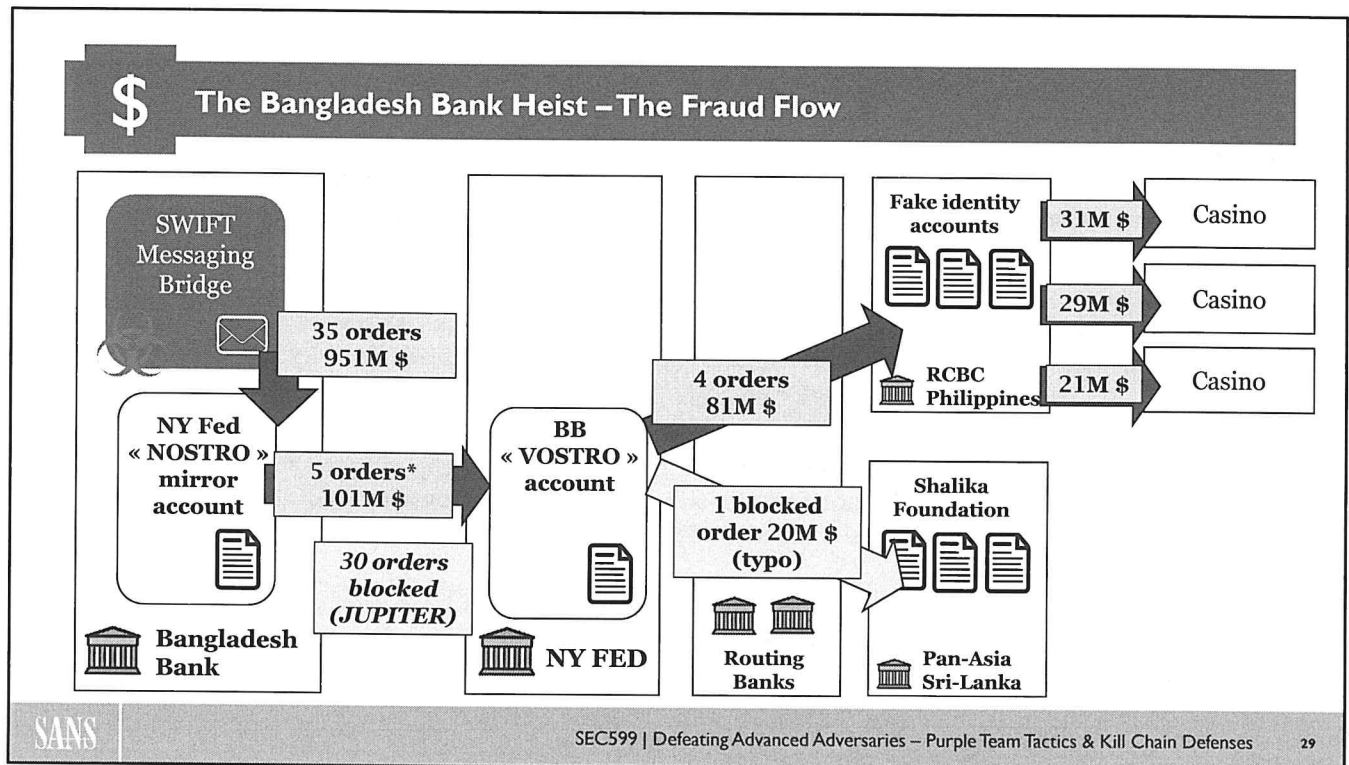 $
The Bangladesh Bank Heist – The Fraud Flow
SWIFT
Messaging
Bridge
35 orders
951M $
NY Fed
« NOSTRO »
mirror
account
5 orders*
101M $
30 orders
blocked
(JUPITER)
Bangladesh
Bank
BB
« VOSTRO »
account
NY FED
4 orders
81M $
1 blocked
order 20M $
(typo)
Routing
Banks
Fake identity
accounts
RCBC
Philippines
31M $
Casino
29M $
Casino
21M $
Casino
Shalika
Foundation
Pan-Asia
Sri-Lanka
SANS
SEC599 | Defeating Advanced Adversaries – Purple Team Tactics & Kill Chain Defenses
29